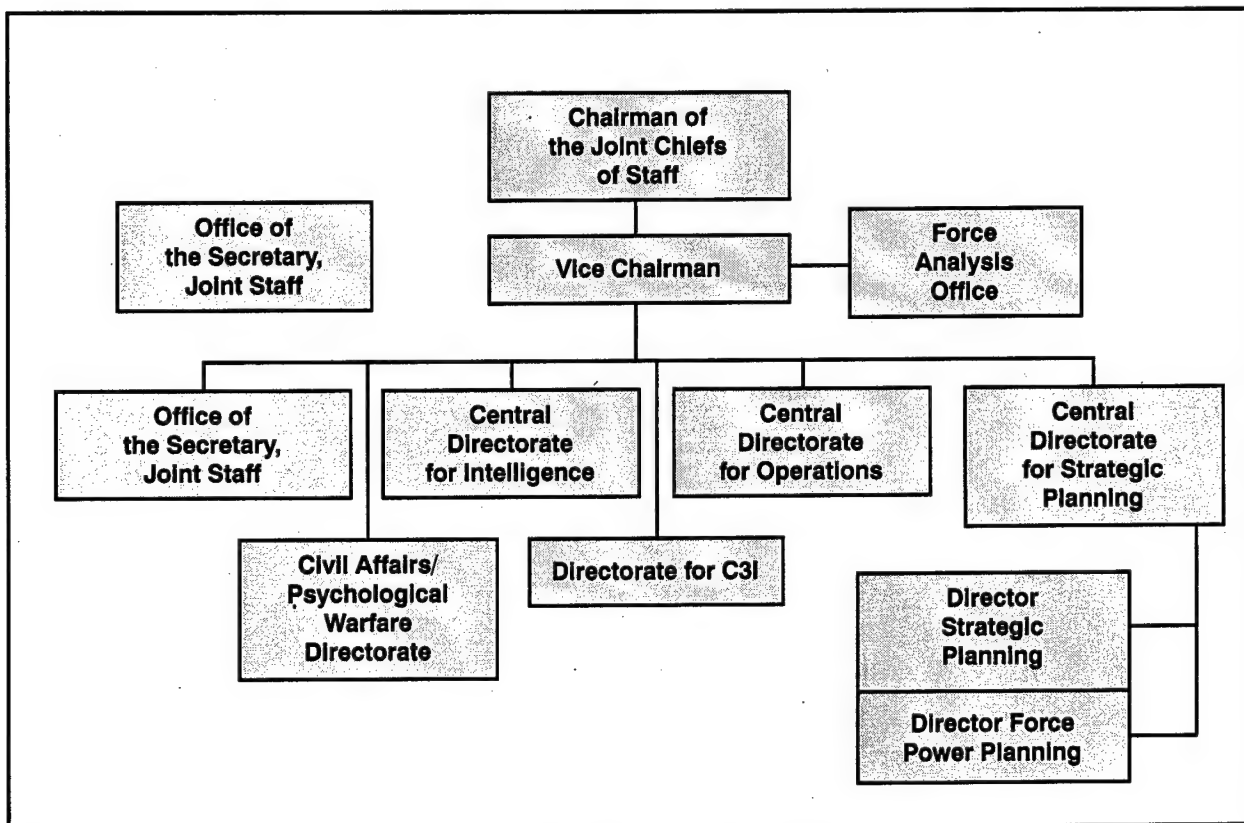 Chairman of
the Joint Chiefs
of Staff
Office of
the Secretary,
Joint Staff
Vice Chairman
Force
Analysis
Office
Office of
the Secretary,
Joint Staff
Central
Directorate
for Intelligence
Central
Directorate
for Operations
Central
Directorate
for Strategic
Planning
Civil Affairs/
Psychological
Warfare
Directorate
Directorate for C3I
Director
Strategic
Planning
Director Force
Power Planning